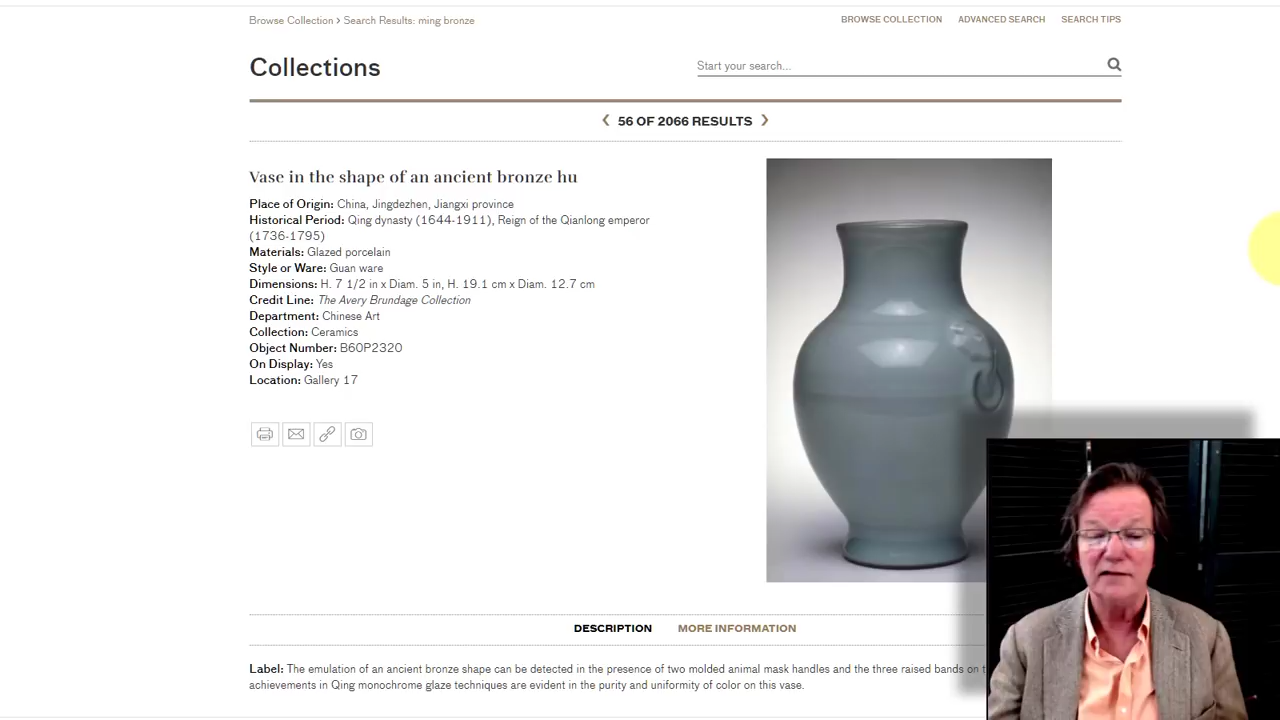 Browse Collection > Search Results: ming bronze
BROWSE COLLECTION ADVANCED SEARCH SEARCH TIPS
Collections
Start your search...
56 OF 2066 RESULTS
Vase in the shape of an ancient bronze hu
Place of Origin: China, Jingdezhen, Jiangxi province
Historical Period: Qing dynasty (1644-1911), Reign of the Qianlong emperor
(1736-1795)
Materials: Glazed porcelain
Style or Ware: Guan ware
Dimensions: H. 7 1/2 in x Diam. 5 in, H. 19.1 cm x Diam. 12.7 cm
Credit Line: The Avery Brundage Collection
Department: Chinese Art
Collection: Ceramics
Object Number: B60P2320
On Display: Yes
Location: Gallery 17
DESCRIPTION MORE INFORMATION
Label: The emulation of an ancient bronze shape can be detected in the presence of two molded animal mask handles and the three raised bands on
achievements in Qing monochrome glaze techniques are evident in the purity and uniformity of color on this vase.